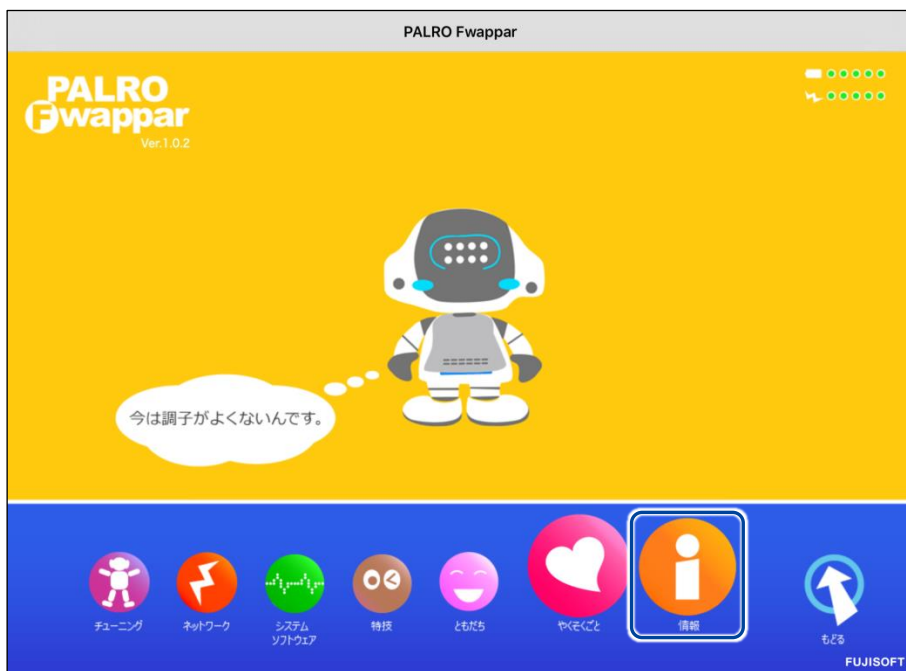 PALRO Fwappar
PALRO
Fwappar
Ver.1.0.2
今は調子がよくないんです。
チューニング
ネットワーク
システム
ソフトウェア
特技
ともだち
やくそくごと
情報
もどる
FUJISOFT